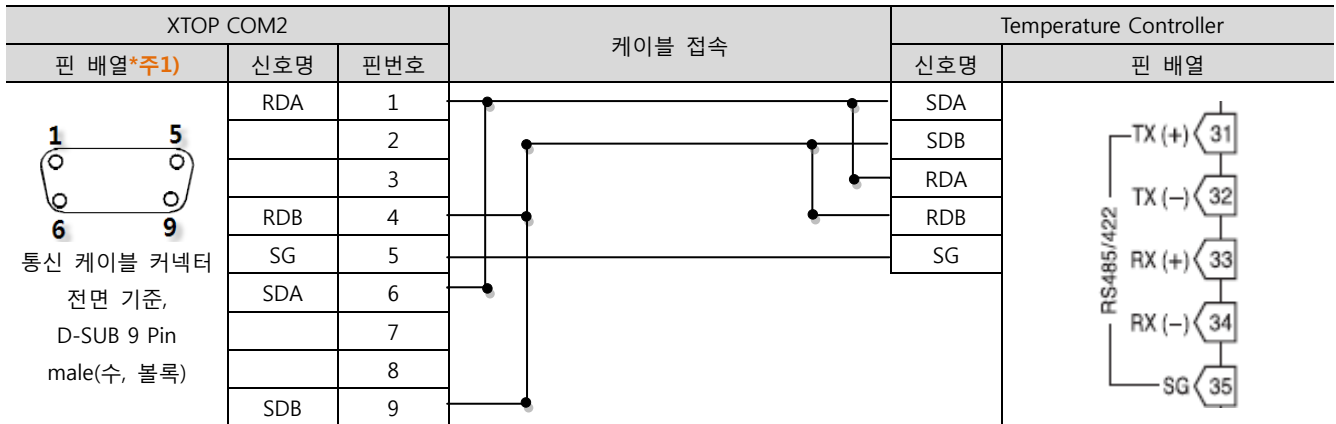 XTOP COM2 케이블 접속 Temperature Controller
핀 배열*주1) 신호명 핀번호 신호명 핀 배열
RDA 1 SDA
2 SDB
3 RDA
RDB 4 RDB
SG 5 SG
SDA 6
7
8
SDB 9
1 5
6 9
통신 케이블 커넥터
전면 기준,
D-SUB 9 Pin
male(수, 볼록)
RS485/422
TX (+) 31
TX (−) 32
RX (+) 33
RX (−) 34
SG 35